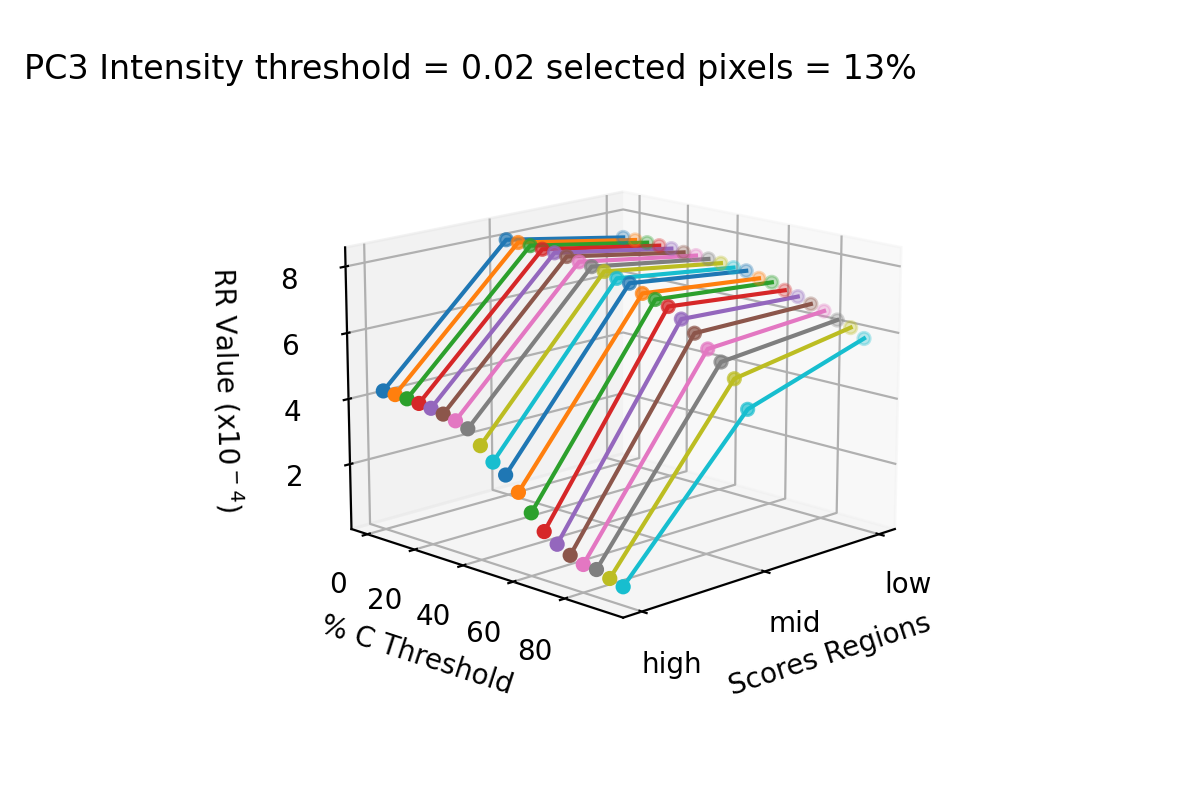 PC3 Intensity threshold = 0.02 selected pixels = 13%
8
6
4
2
RR Value (x10⁻⁴)
0
20
40
60
80
% C Threshold
high
mid
low
Scores Regions